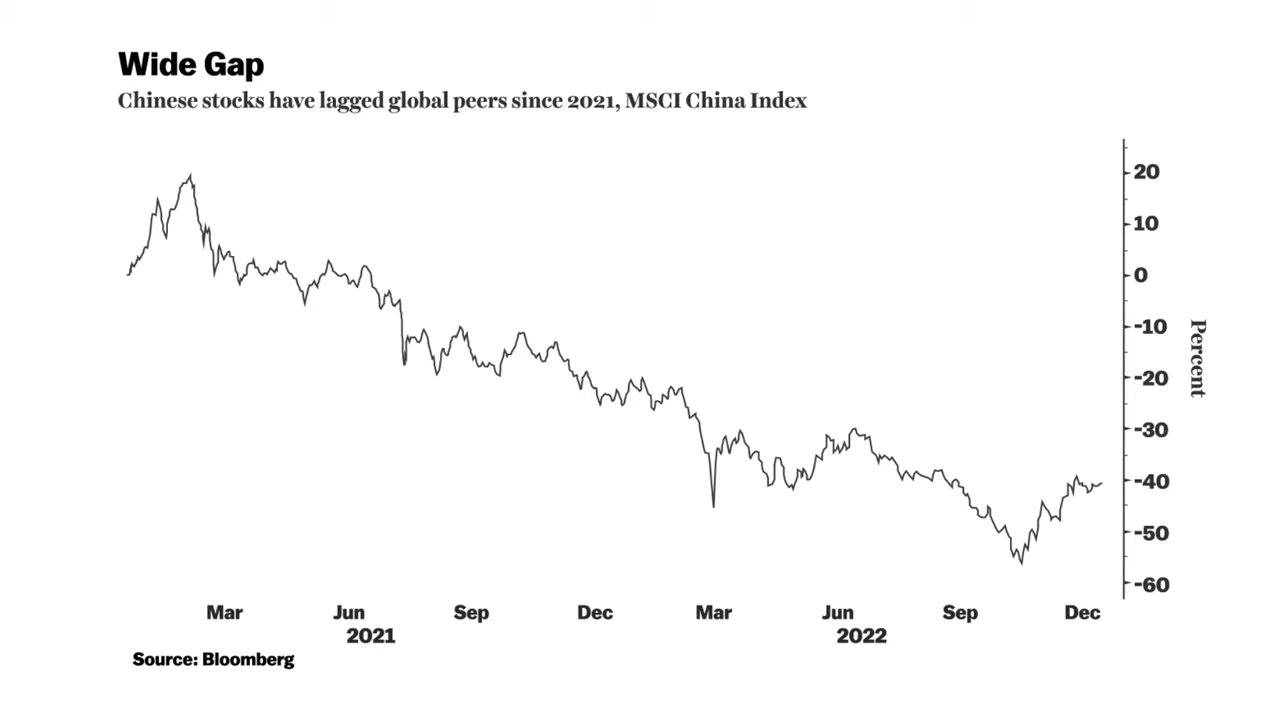 Wide Gap
Chinese stocks have lagged global peers since 2021, MSCI China Index
20
10
0
-10
-20
-30
-40
-50
-60
Percent
Mar Jun Sep Dec Mar Jun Sep Dec
2021 2022
Source: Bloomberg